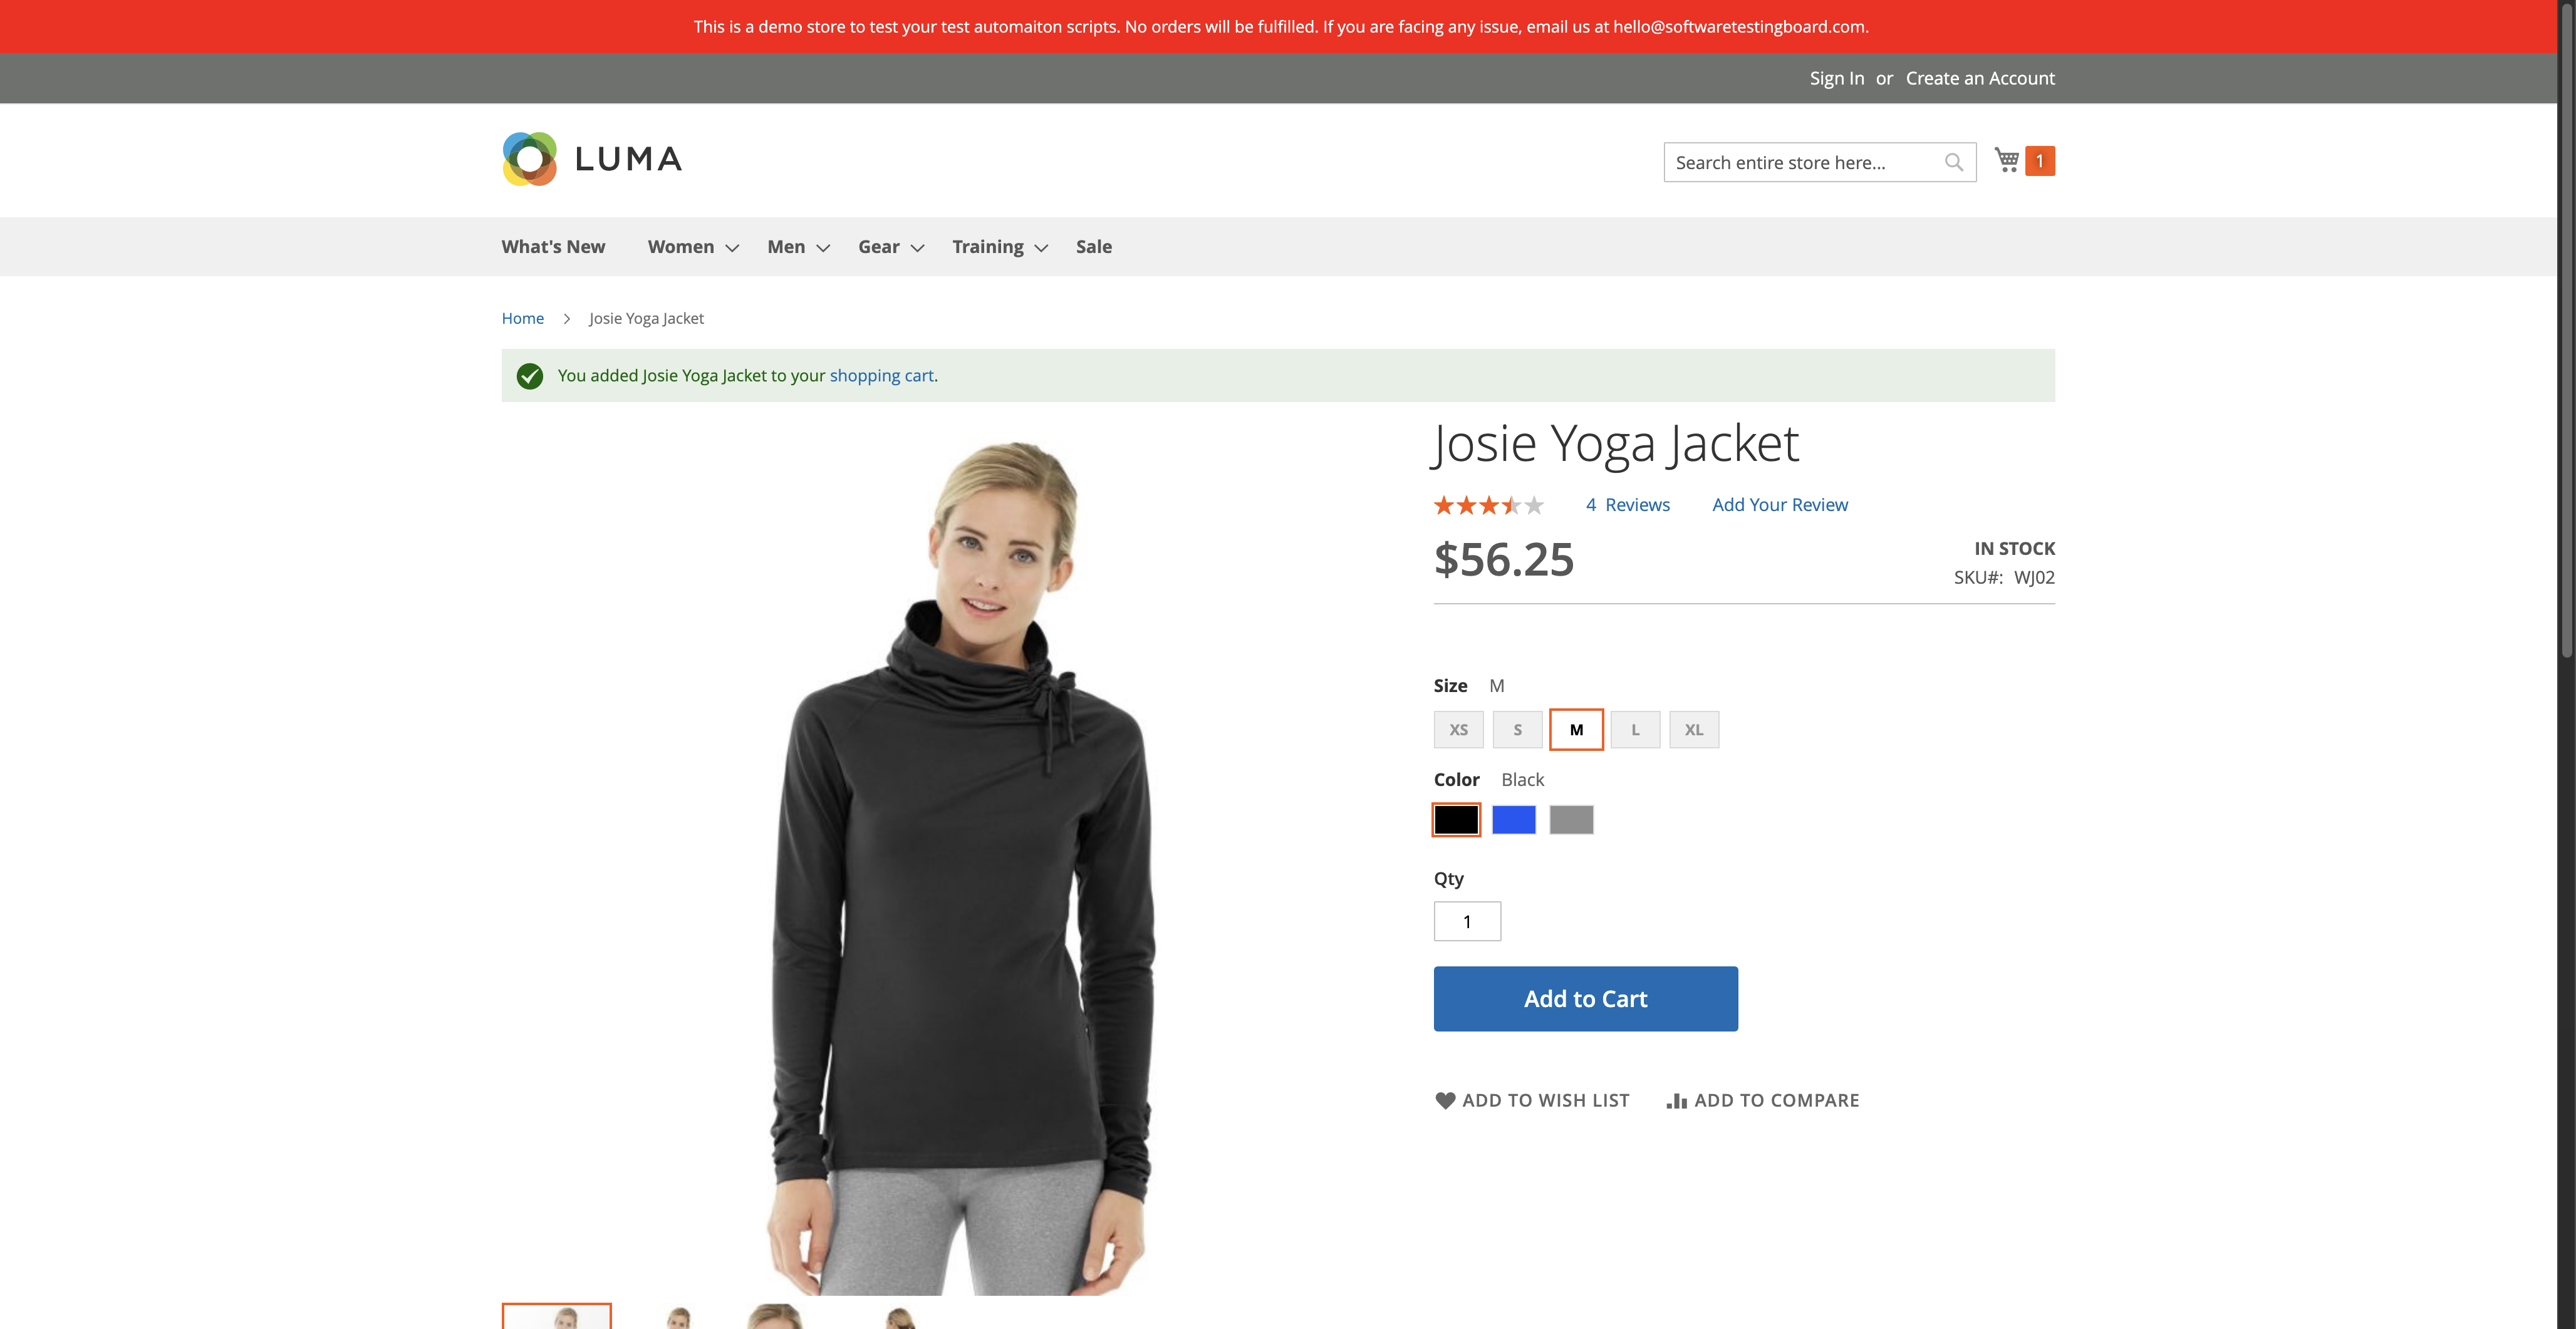 This is a demo store to test your test automaiton scripts. No orders will be fulfilled. If you are facing any issue, email us at hello@softwaretestingboard.com.
Sign In or Create an Account
LUMA
Search entire store here...
1
What's New Women Men Gear Training Sale
Home Josie Yoga Jacket
You added Josie Yoga Jacket to your shopping cart.
Josie Yoga Jacket
4 Reviews Add Your Review
$56.25
IN STOCK
SKU#: WJ02
Size M
XS S M L XL
Color Black
Qty
1
Add to Cart
ADD TO WISH LIST ADD TO COMPARE